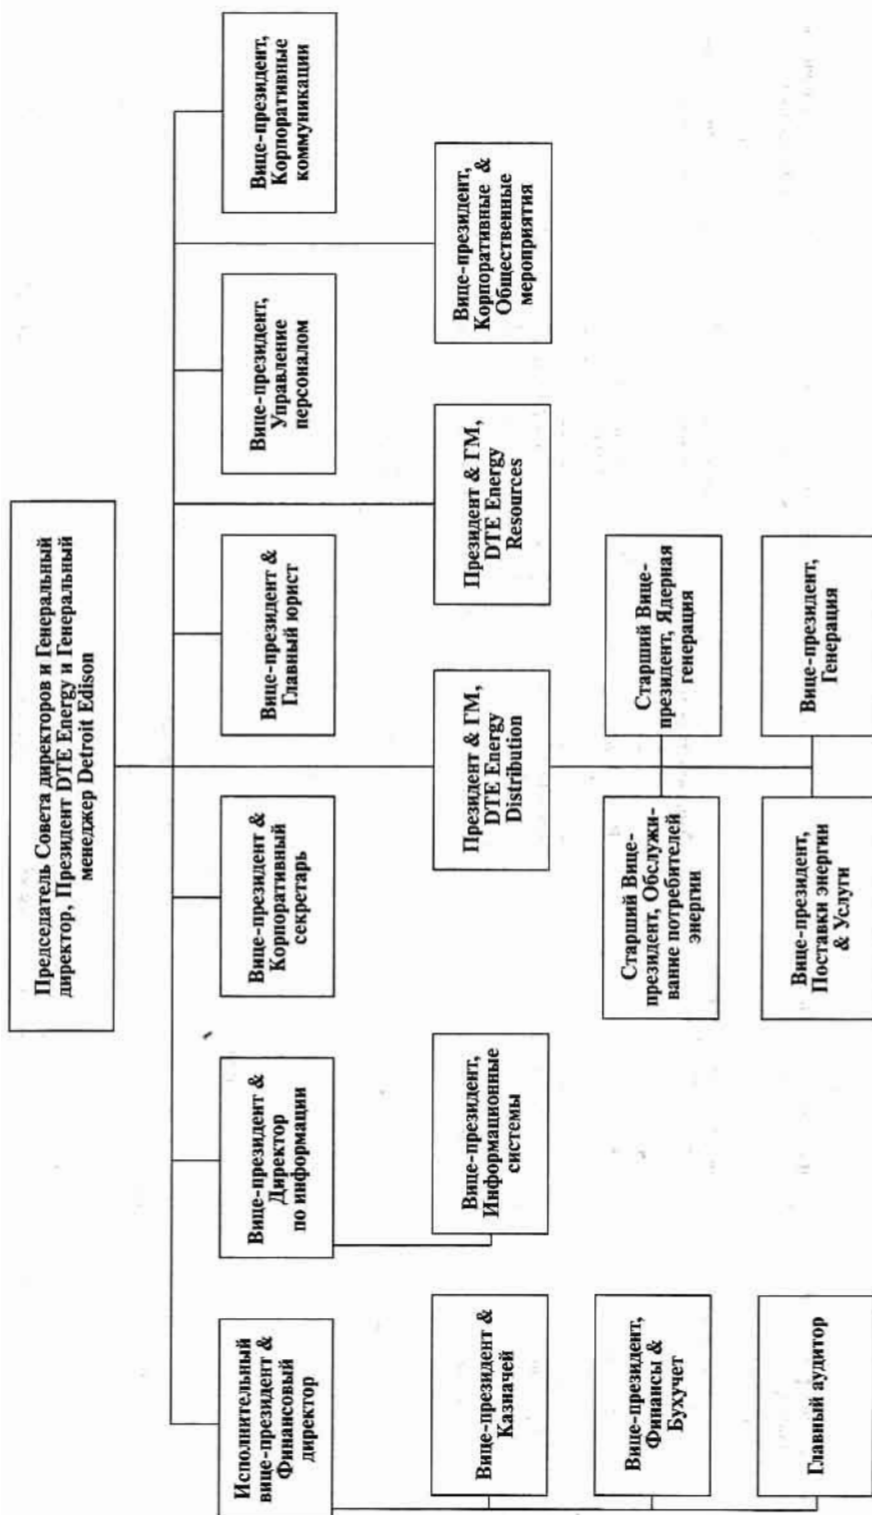 Председатель Совета директоров и Генеральный
директор, Президент DTE Energy и Генеральный
менеджер Detroit Edison
Исполнительный
вице-президент &
Финансовый
директор
Вице-президент &
Директор
по информации
Вице-президент &
Корпоративный
секретарь
Вице-президент &
Главный юрист
Вице-президент,
Управление
персоналом
Вице-президент,
Корпоративные
коммуникации
Вице-президент &
Казначей
Вице-президент,
Информационные
системы
Президент & ГМ,
DTE Energy
Distribution
Президент & ГМ,
DTE Energy
Resources
Вице-президент,
Корпоративные &
Общественные
мероприятия
Вице-президент,
Финансы &
Бухучет
Старший Вице-
президент, Обслужи-
вание потребителей
энергии
Старший Вице-
президент, Ядерная
генерация
Главный аудитор
Вице-президент,
Поставки энергии
& Услуги
Вице-президент,
Генерация